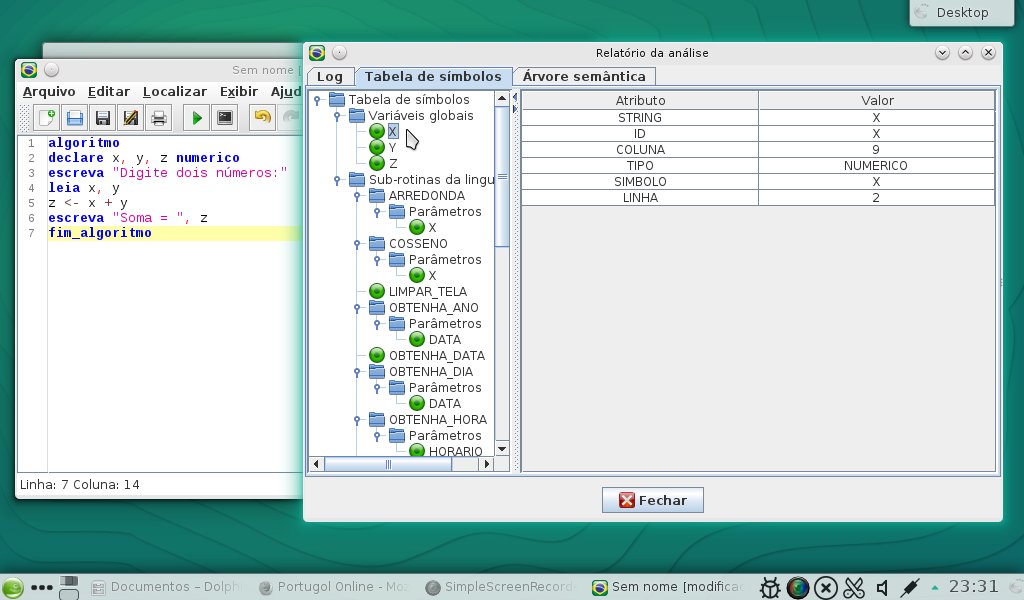 Desktop
Sem nome [
Arquivo Editar Localizar Exibir Ajud
1 algoritmo
2 declare x, y, z numerico
3 escreva "Digite dois números:"
4 leia x, y
5 z <- x + y
6 escreva "Soma = ", z
7 fim_algoritmo
Linha: 7 Coluna: 14
Relatório da análise
Log Tabela de símbolos Árvore semântica
Tabela de símbolos
Variáveis globais
X
Y
Z
Sub-rotinas da lingu
ARREDONDA
Parâmetros
X
COSSENO
Parâmetros
X
LIMPAR_TELA
OBTENHA_ANO
Parâmetros
DATA
OBTENHA_DATA
OBTENHA_DIA
Parâmetros
DATA
OBTENHA_HORA
Parâmetros
HORARIO
Atributo Valor
STRING X
ID X
COLUNA 9
TIPO NUMERICO
SIMBOLO X
LINHA 2
Fechar
Documentos – Dolph Portugol Online – Moz SimpleScreenRecord Sem nome [modifica 23:31